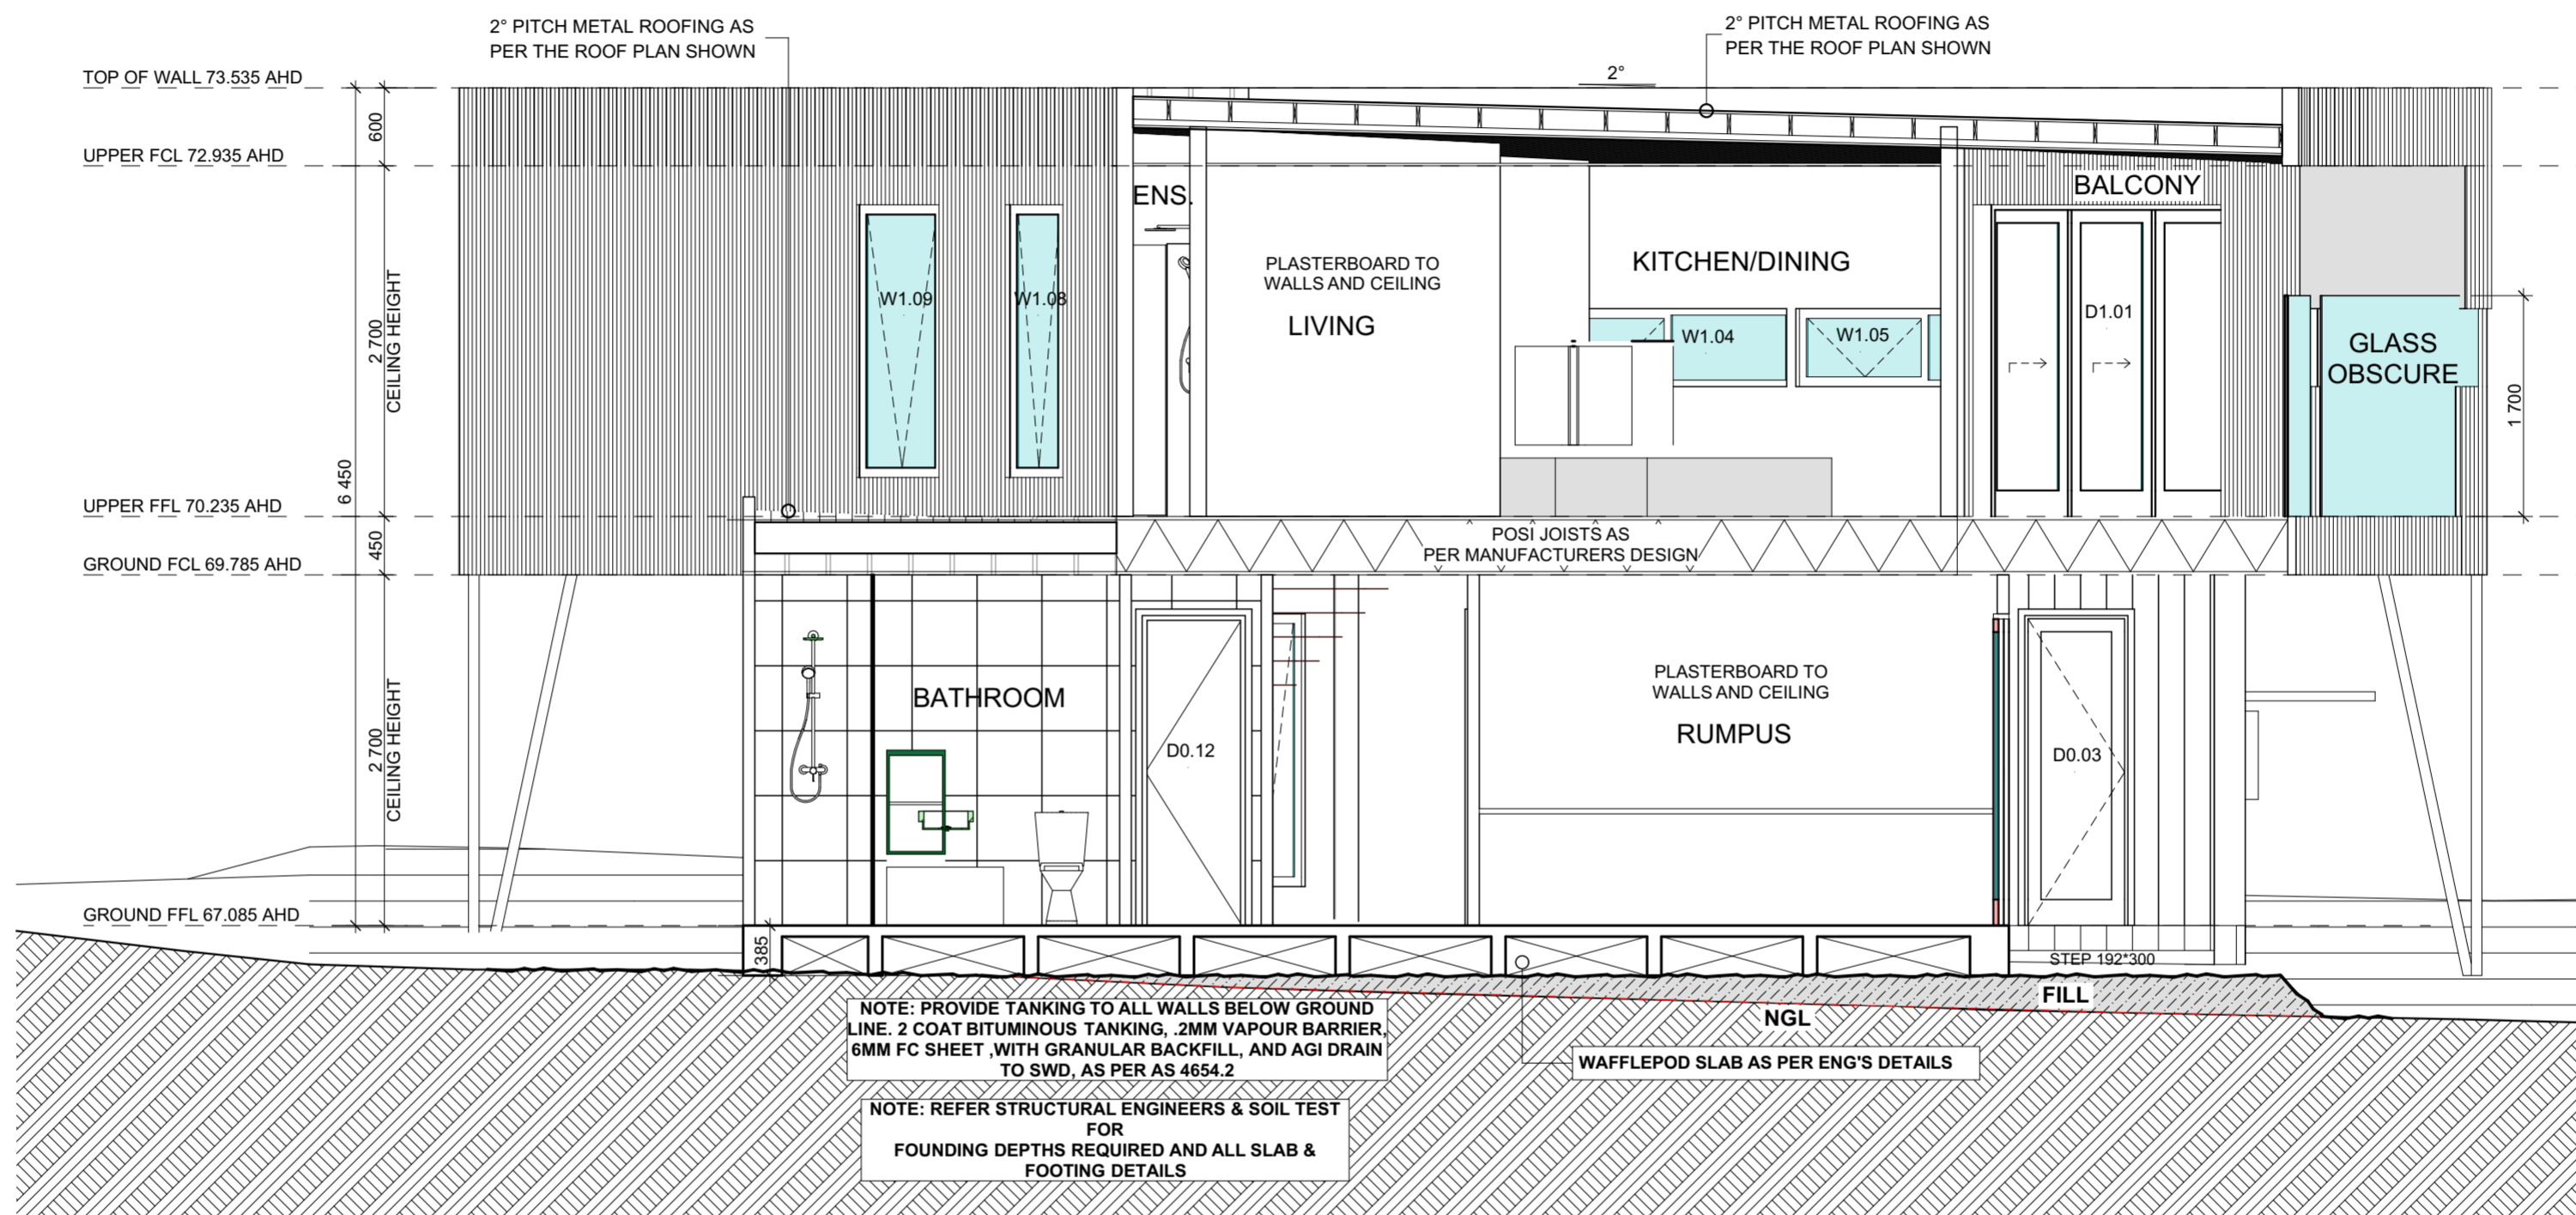 2° PITCH METAL ROOFING AS
PER THE ROOF PLAN SHOWN
2° PITCH METAL ROOFING AS
PER THE ROOF PLAN SHOWN
2°
TOP OF WALL 73.535 AHD
600
UPPER FCL 72.935 AHD
2 700
CEILING HEIGHT
6 450
UPPER FFL 70.235 AHD
450
GROUND FCL 69.785 AHD
2 700
CEILING HEIGHT
GROUND FFL 67.085 AHD
385
W1.09
W1.08
ENS.
PLASTERBOARD TO
WALLS AND CEILING
LIVING
KITCHEN/DINING
W1.04
W1.05
BALCONY
D1.01
GLASS
OBSCURE
1 700
POSI JOISTS AS
PER MANUFACTURERS DESIGN
BATHROOM
D0.12
PLASTERBOARD TO
WALLS AND CEILING
RUMPUS
D0.03
STEP 192*300
FILL
NGL
NOTE: PROVIDE TANKING TO ALL WALLS BELOW GROUND
LINE. 2 COAT BITUMINOUS TANKING, .2MM VAPOUR BARRIER,
6MM FC SHEET ,WITH GRANULAR BACKFILL, AND AGI DRAIN
TO SWD, AS PER AS 4654.2
WAFFLEPOD SLAB AS PER ENG'S DETAILS
NOTE: REFER STRUCTURAL ENGINEERS & SOIL TEST
FOR
FOUNDING DEPTHS REQUIRED AND ALL SLAB &
FOOTING DETAILS